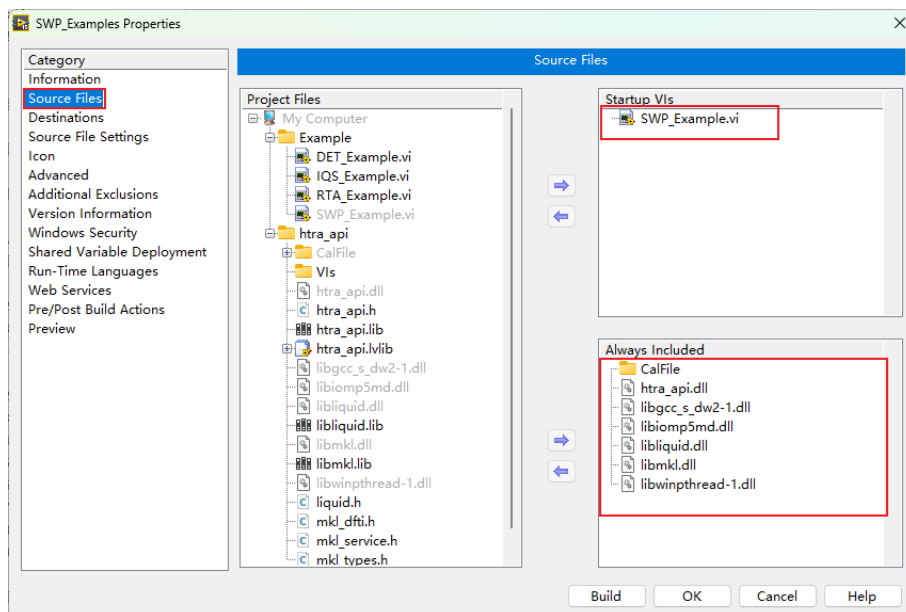 SWP_Examples Properties
Category
Information
Source Files
Destinations
Source File Settings
Icon
Advanced
Additional Exclusions
Version Information
Windows Security
Shared Variable Deployment
Run-Time Languages
Web Services
Pre/Post Build Actions
Preview
Source Files
Project Files
My Computer
Example
DET_Example.vi
IQS_Example.vi
RTA_Example.vi
SWP_Example.vi
htra_api
CalFile
VIs
htra_api.dll
htra_api.h
htra_api.lib
htra_api.lvlib
libgcc_s_dw2-1.dll
libiomp5md.dll
libliquid.dll
libliquid.lib
libmkl.dll
libmkl.lib
libwinpthread-1.dll
liquid.h
mkl_dfti.h
mkl_service.h
mkl_types.h
Startup VIs
SWP_Example.vi
Always Included
CalFile
htra_api.dll
libgcc_s_dw2-1.dll
libiomp5md.dll
libliquid.dll
libmkl.dll
libwinpthread-1.dll
Build
OK
Cancel
Help